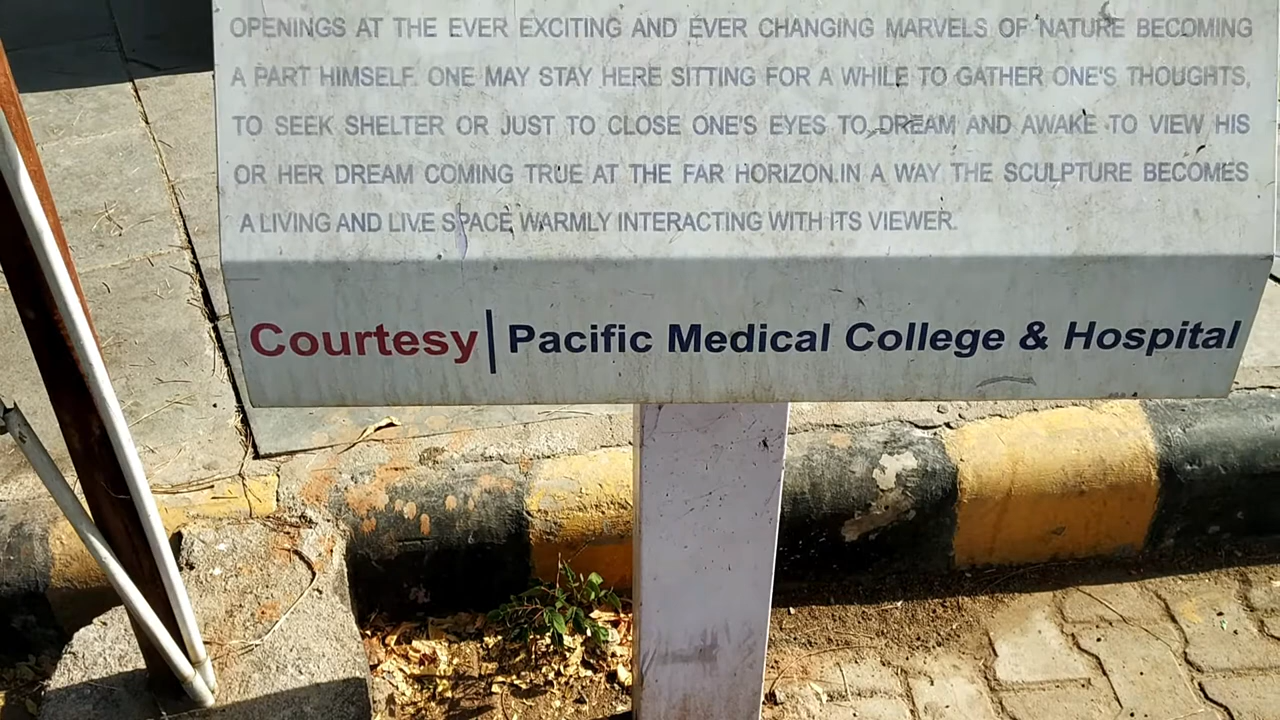 OPENINGS AT THE EVER EXCITING AND EVER CHANGING MARVELS OF NATURE BECOMING
A PART HIMSELF. ONE MAY STAY HERE SITTING FOR A WHILE TO GATHER ONE'S THOUGHTS,
TO SEEK SHELTER OR JUST TO CLOSE ONE'S EYES TO DREAM AND AWAKE TO VIEW HIS
OR HER DREAM COMING TRUE AT THE FAR HORIZON.IN A WAY THE SCULPTURE BECOMES
A LIVING AND LIVE SPACE WARMLY INTERACTING WITH ITS VIEWER.
Courtesy | Pacific Medical College & Hospital